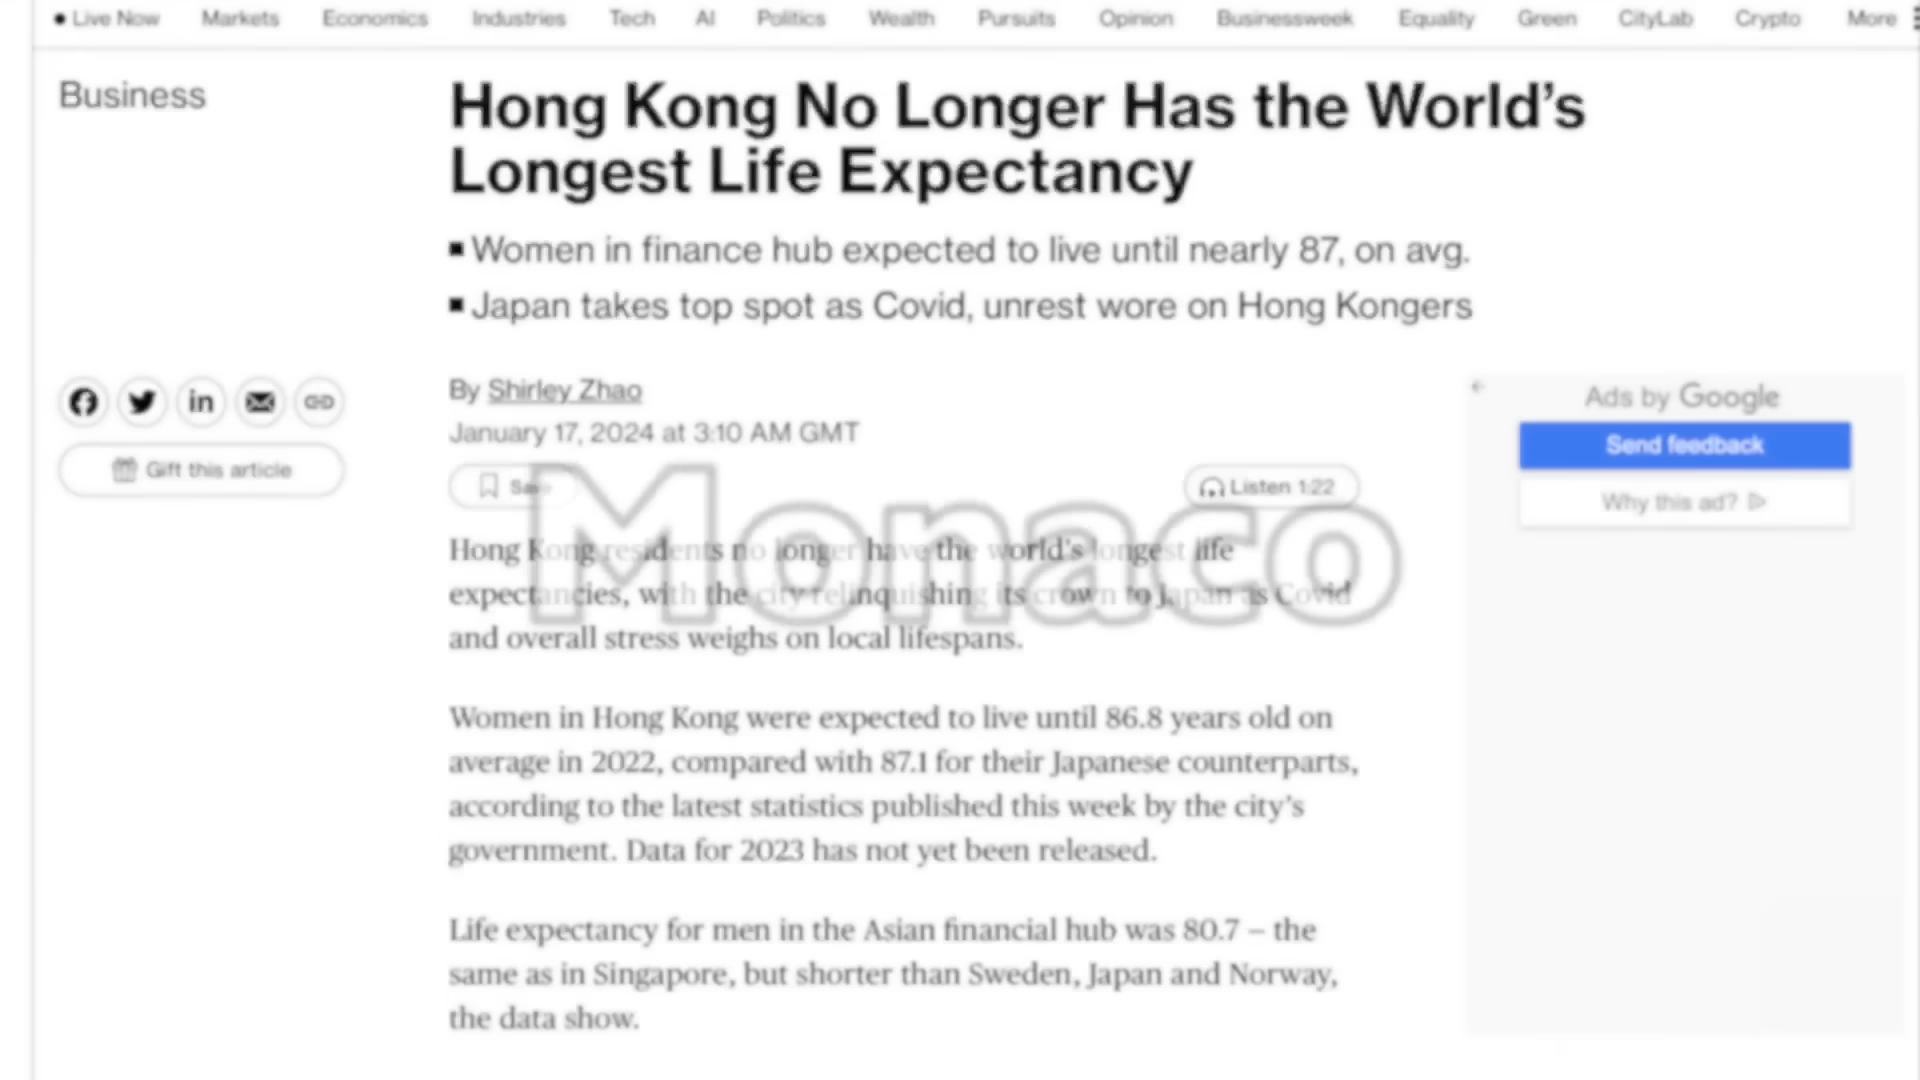 Live Now Markets Economics Industries Tech AI Politics Wealth Pursuits Opinion Businessweek Equality Green CityLab Crypto More
Business
Hong Kong No Longer Has the World’s
Longest Life Expectancy
Women in finance hub expected to live until nearly 87, on avg.
Japan takes top spot as Covid, unrest wore on Hong Kongers
By Shirley Zhao
January 17, 2024 at 3:10 AM GMT
Gift this article
Save
Listen 1:22
Ads by Google
Send feedback
Why this ad?
Monaco
Hong Kong residents no longer have the world’s longest life
expectancies, with the city relinquishing its crown to Japan as Covid
and overall stress weighs on local lifespans.
Women in Hong Kong were expected to live until 86.8 years old on
average in 2022, compared with 87.1 for their Japanese counterparts,
according to the latest statistics published this week by the city’s
government. Data for 2023 has not yet been released.
Life expectancy for men in the Asian financial hub was 80.7 – the
same as in Singapore, but shorter than Sweden, Japan and Norway,
the data show.